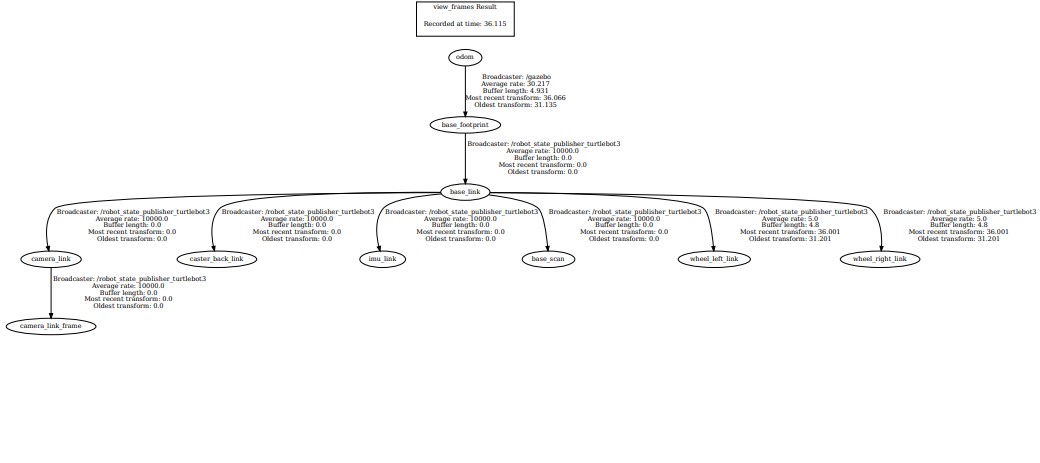 view_frames Result
Recorded at time: 36.115
odom
Broadcaster: /gazebo
Average rate: 30.217
Buffer length: 4.931
Most recent transform: 36.066
Oldest transform: 31.135
base_footprint
Broadcaster: /robot_state_publisher_turtlebot3
Average rate: 10000.0
Buffer length: 0.0
Most recent transform: 0.0
Oldest transform: 0.0
base_link
Broadcaster: /robot_state_publisher_turtlebot3
Average rate: 10000.0
Buffer length: 0.0
Most recent transform: 0.0
Oldest transform: 0.0
Broadcaster: /robot_state_publisher_turtlebot3
Average rate: 10000.0
Buffer length: 0.0
Most recent transform: 0.0
Oldest transform: 0.0
Broadcaster: /robot_state_publisher_turtlebot3
Average rate: 10000.0
Buffer length: 0.0
Most recent transform: 0.0
Oldest transform: 0.0
Broadcaster: /robot_state_publisher_turtlebot3
Average rate: 10000.0
Buffer length: 0.0
Most recent transform: 0.0
Oldest transform: 0.0
Broadcaster: /robot_state_publisher_turtlebot3
Average rate: 5.0
Buffer length: 4.8
Most recent transform: 36.001
Oldest transform: 31.201
Broadcaster: /robot_state_publisher_turtlebot3
Average rate: 5.0
Buffer length: 4.8
Most recent transform: 36.001
Oldest transform: 31.201
camera_link
caster_back_link
imu_link
base_scan
wheel_left_link
wheel_right_link
Broadcaster: /robot_state_publisher_turtlebot3
Average rate: 10000.0
Buffer length: 0.0
Most recent transform: 0.0
Oldest transform: 0.0
camera_link_frame